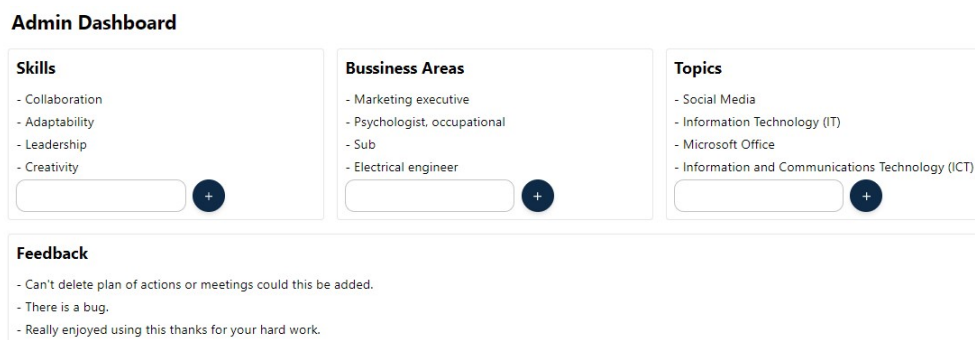 Admin Dashboard
Skills
- Collaboration
- Adaptability
- Leadership
- Creativity
+
Bussiness Areas
- Marketing executive
- Psychologist, occupational
- Sub
- Electrical engineer
+
Topics
- Social Media
- Information Technology (IT)
- Microsoft Office
- Information and Communications Technology (ICT)
+
Feedback
- Can't delete plan of actions or meetings could this be added.
- There is a bug.
- Really enjoyed using this thanks for your hard work.